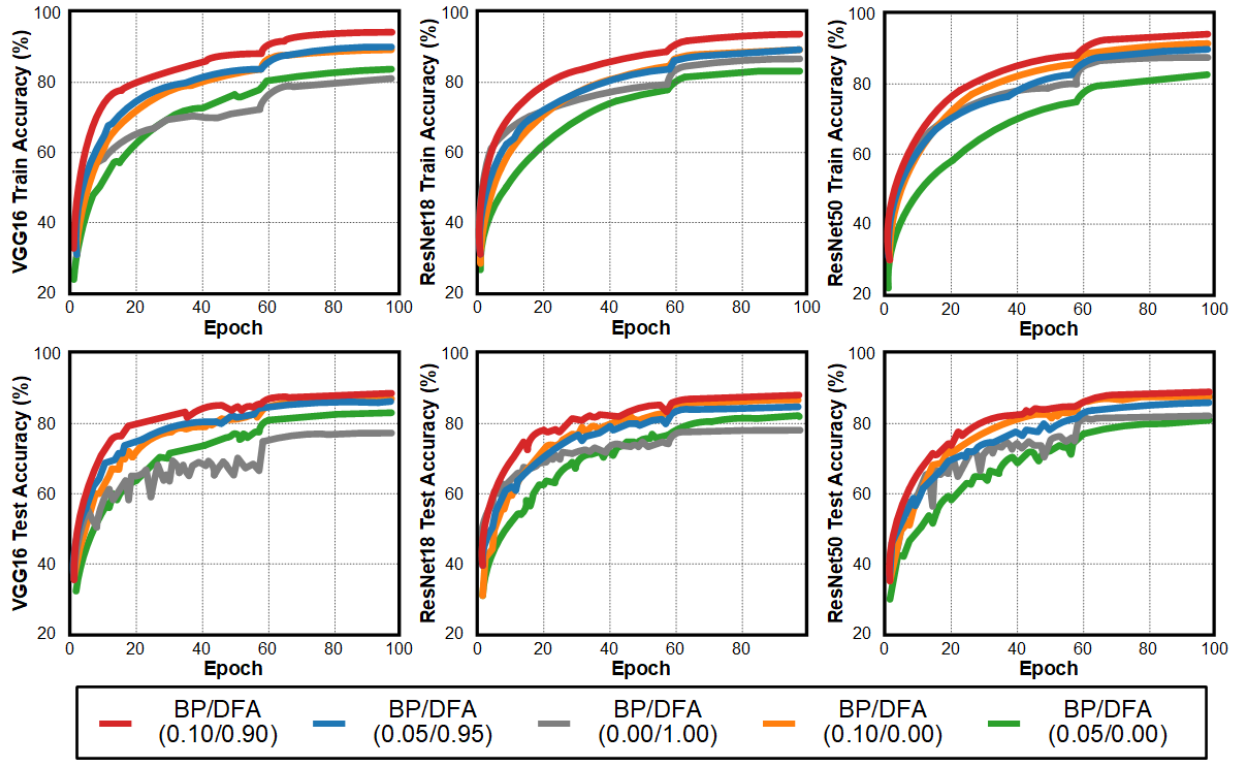 VGG16 Train Accuracy (%)
100
80
60
40
20
0 20 40 60 80 100
Epoch
ResNet18 Train Accuracy (%)
100
80
60
40
20
0 20 40 60 80 100
Epoch
ResNet50 Train Accuracy (%)
100
80
60
40
20
0 20 40 60 80 100
Epoch
VGG16 Test Accuracy (%)
100
80
60
40
20
0 20 40 60 80 100
Epoch
ResNet18 Test Accuracy (%)
100
80
60
40
20
0 20 40 60 80
Epoch
ResNet50 Test Accuracy (%)
100
80
60
40
20
0 20 40 60 80 100
Epoch
BP/DFA
(0.10/0.90)
BP/DFA
(0.05/0.95)
BP/DFA
(0.00/1.00)
BP/DFA
(0.10/0.00)
BP/DFA
(0.05/0.00)